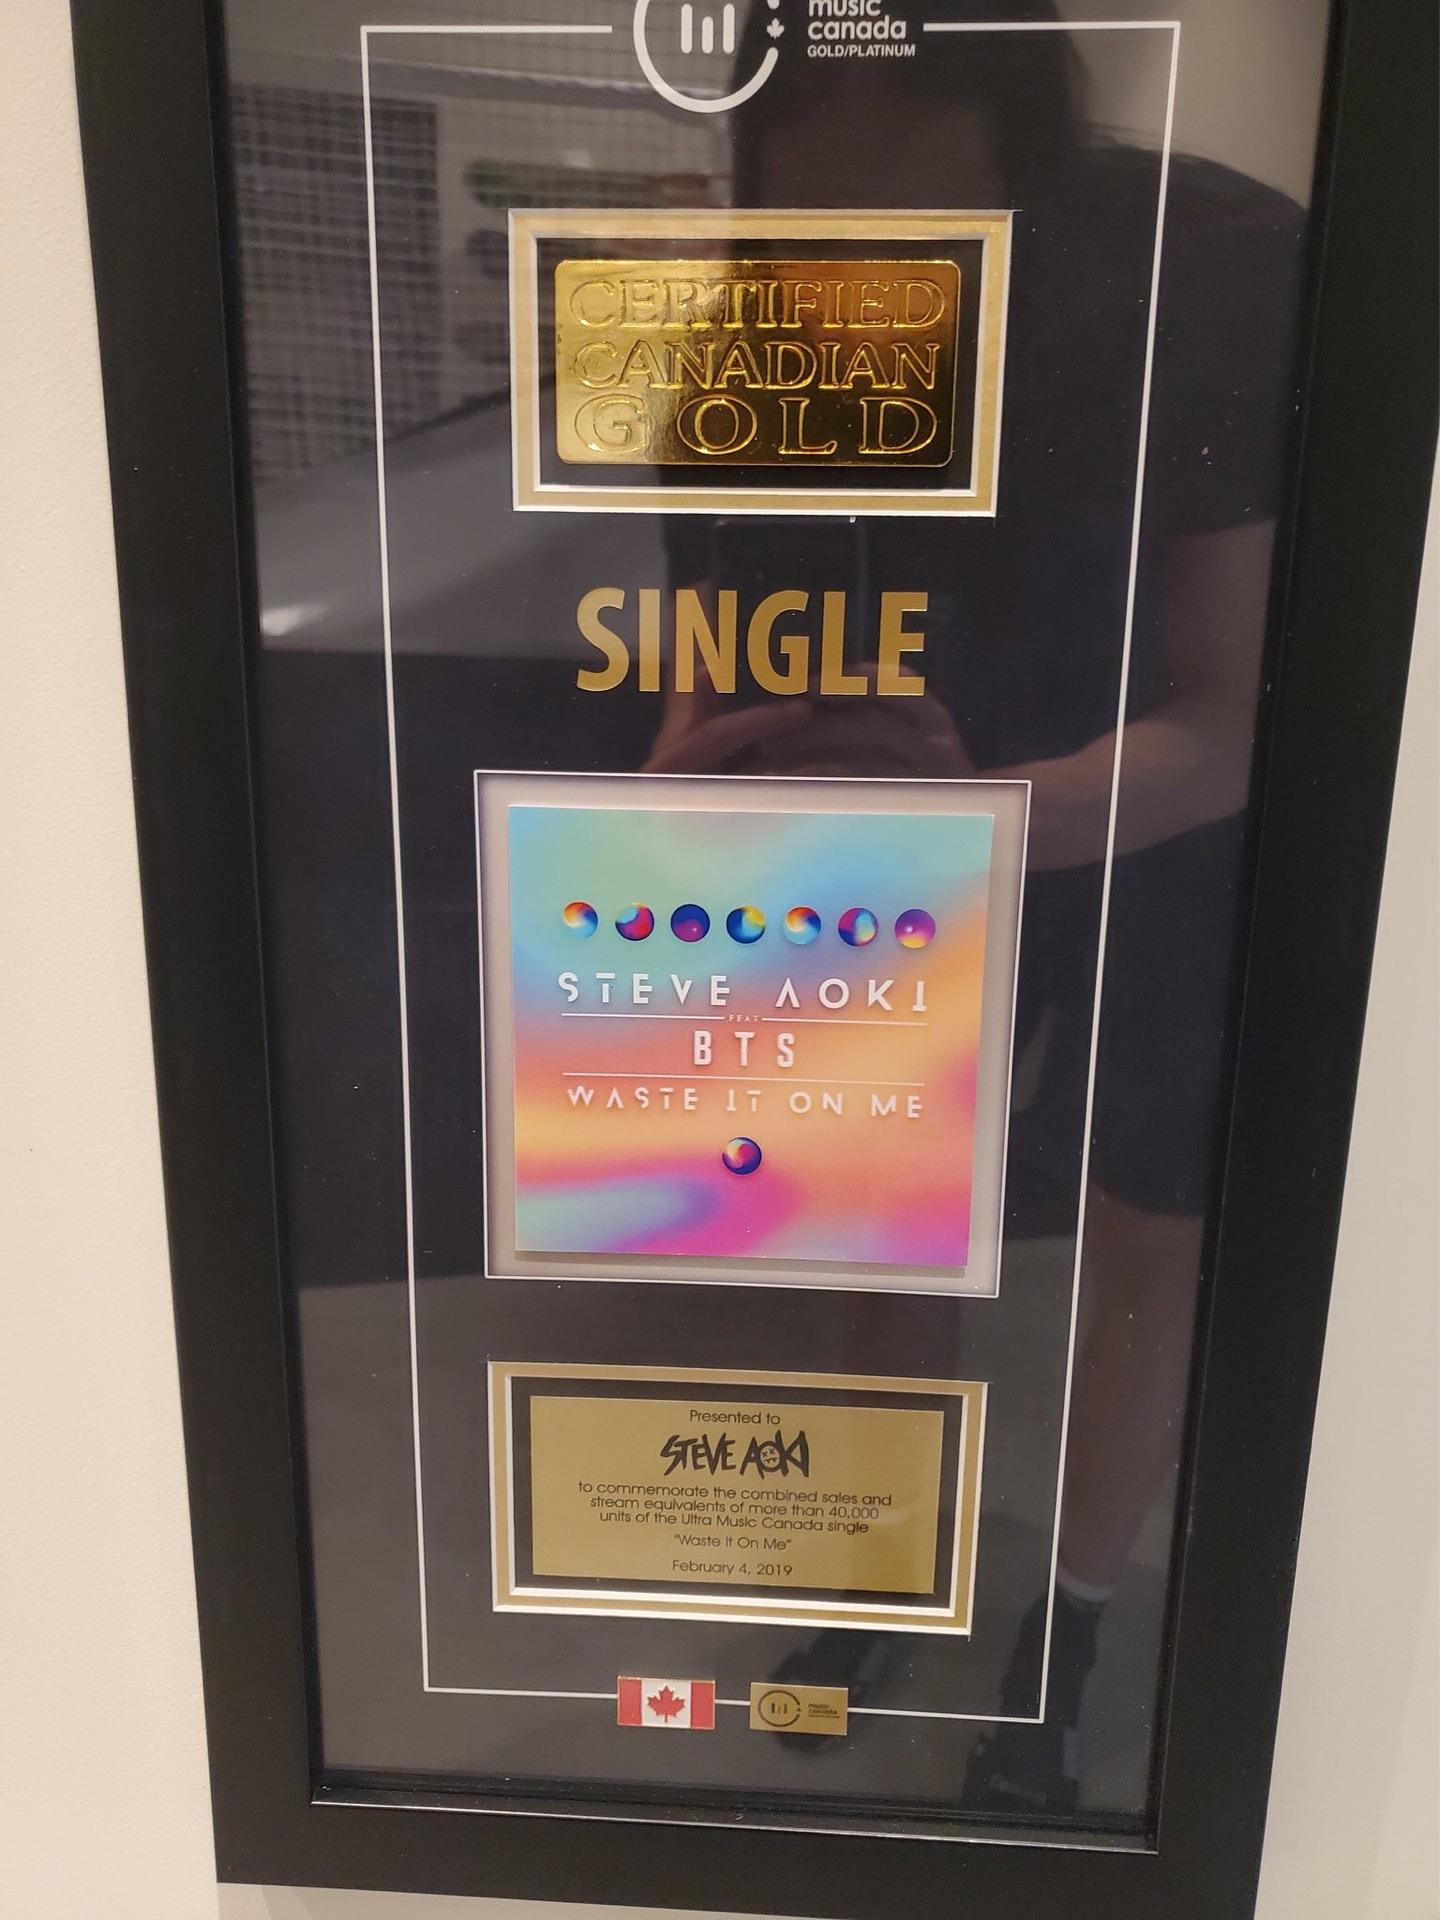 music
canada
GOLD/PLATINUM
CERTIFIED
CANADIAN
GOLD
SINGLE
STEVE AOKI
FEAT
BTS
WASTE IT ON ME
Presented to
STEVE AOKI
to commemorate the combined sales and
stream equivalents of more than 40,000
units of the Ultra Music Canada single
"Waste It On Me"
February 4, 2019
music
canada